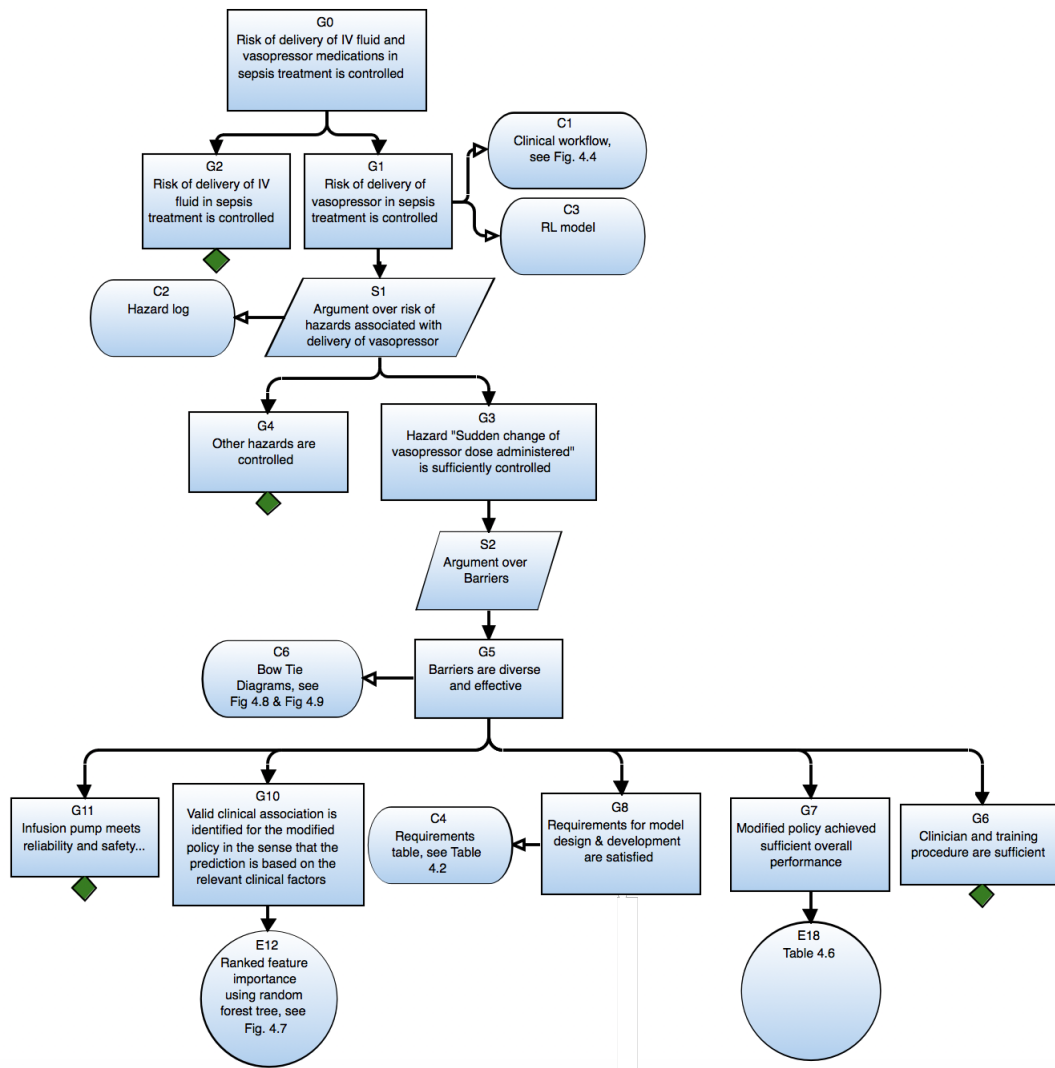 G0
Risk of delivery of IV fluid and
vasopressor medications in
sepsis treatment is controlled
C1
Clinical workflow,
see Fig. 4.4
G2
Risk of delivery of IV
fluid in sepsis
treatment is controlled
G1
Risk of delivery of
vasopressor in sepsis
treatment is controlled
C3
RL model
C2
Hazard log
S1
Argument over risk of
hazards associated with
delivery of vasopressor
G4
Other hazards are
controlled
G3
Hazard "Sudden change of
vasopressor dose administered"
is sufficiently controlled
S2
Argument over
Barriers
C6
Bow Tie
Diagrams, see
Fig 4.8 & Fig 4.9
G5
Barriers are diverse
and effective
G11
Infusion pump meets
reliability and safety...
G10
Valid clinical association is
identified for the modified
policy in the sense that the
prediction is based on the
relevant clinical factors
C4
Requirements
table, see Table
4.2
G8
Requirements for model
design & development
are satisfied
G7
Modified policy achieved
sufficient overall
performance
G6
Clinician and training
procedure are sufficient
E12
Ranked feature
importance
using random
forest tree, see
Fig. 4.7
E18
Table 4.6